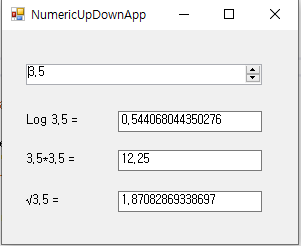 NumericUpDownApp
3,5
Log 3,5 = 0,544068044350276
3,5*3,5 = 12,25
√3,5 = 1,87082869338697